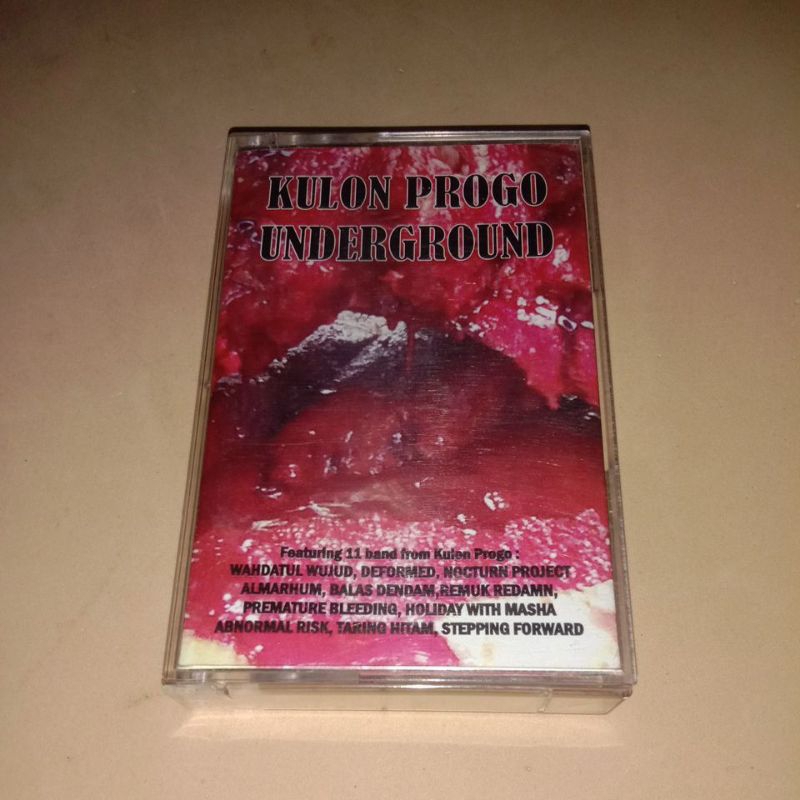 KULON PROGO
UNDERGROUND
Featuring 11 band from Kulon Progo :
WAHDATUL WUJUD, DEFORMED, NOCTURN PROJECT
ALMARHUM, BALAS DENDAM,REMUK REDAMN,
PREMATURE BLEEDING, HOLIDAY WITH MASHA
ABNORMAL RISK, TARING HITAM, STEPPING FORWARD